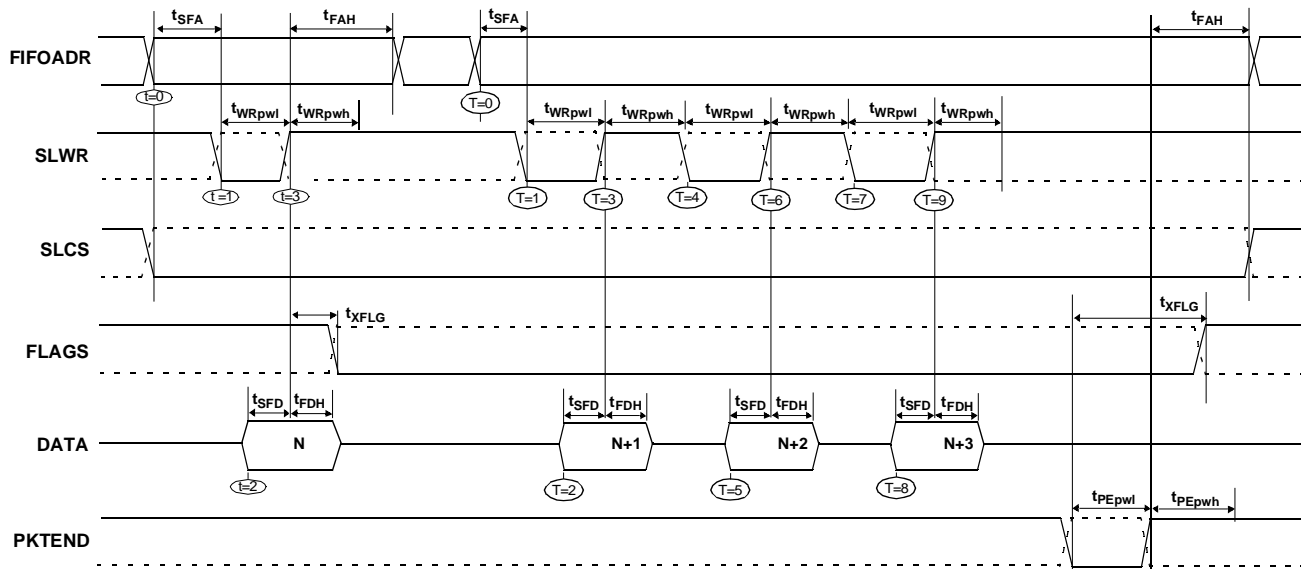 tSFA tFAH tSFA tFAH
FIFOADR
t=0 T=0
tWRpwl tWRpwh tWRpwl tWRpwh tWRpwl tWRpwh tWRpwl tWRpwh
SLWR
t=1 t=3 T=1 T=3 T=4 T=6 T=7 T=9
SLCS
tXFLG tXFLG
FLAGS
tSFD tFDH tSFD tFDH tSFD tFDH tSFD tFDH
DATA N N+1 N+2 N+3
t=2 T=2 T=5 T=8
tPEpwl tPEpwh
PKTEND